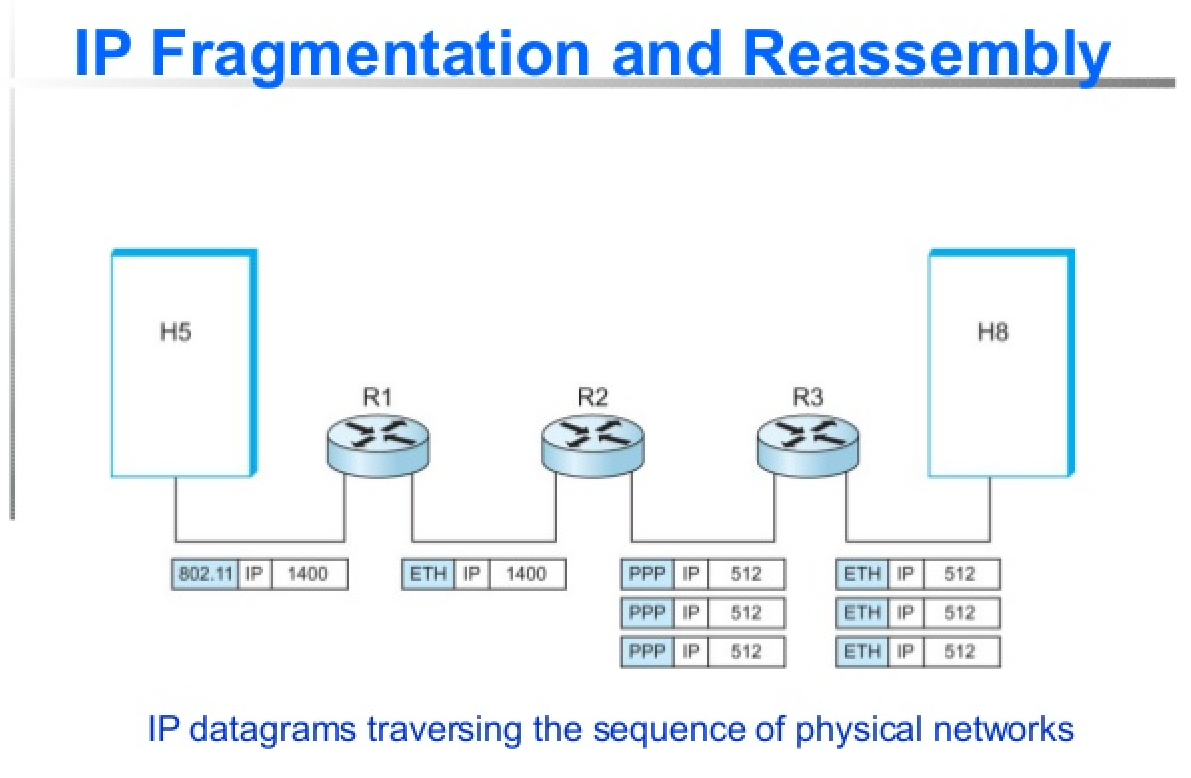 IP Fragmentation and Reassembly
H5
H8
R1
R2
R3
802.11 IP 1400
ETH IP 1400
PPP IP 512
ETH IP 512
PPP IP 512
ETH IP 512
PPP IP 512
ETH IP 512
IP datagrams traversing the sequence of physical networks